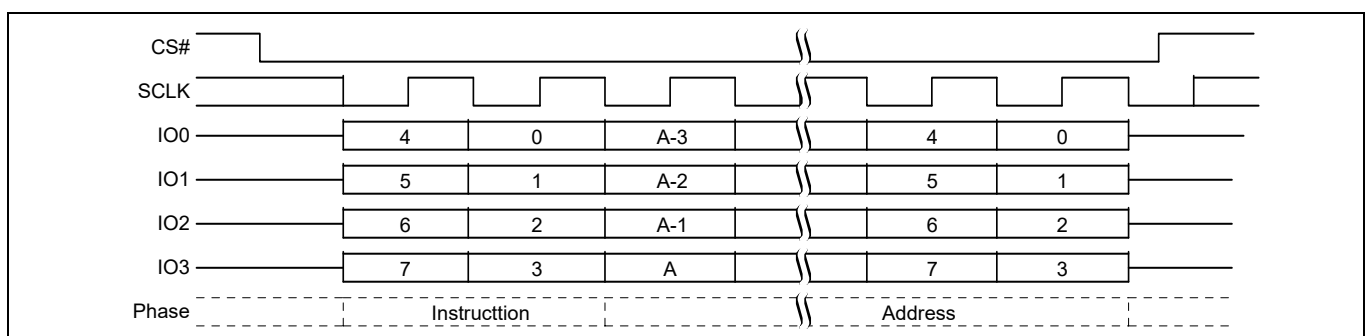 CS#
SCLK
IO0 4 0 A-3 4 0
IO1 5 1 A-2 5 1
IO2 6 2 A-1 6 2
IO3 7 3 A 7 3
Phase Instructtion Address